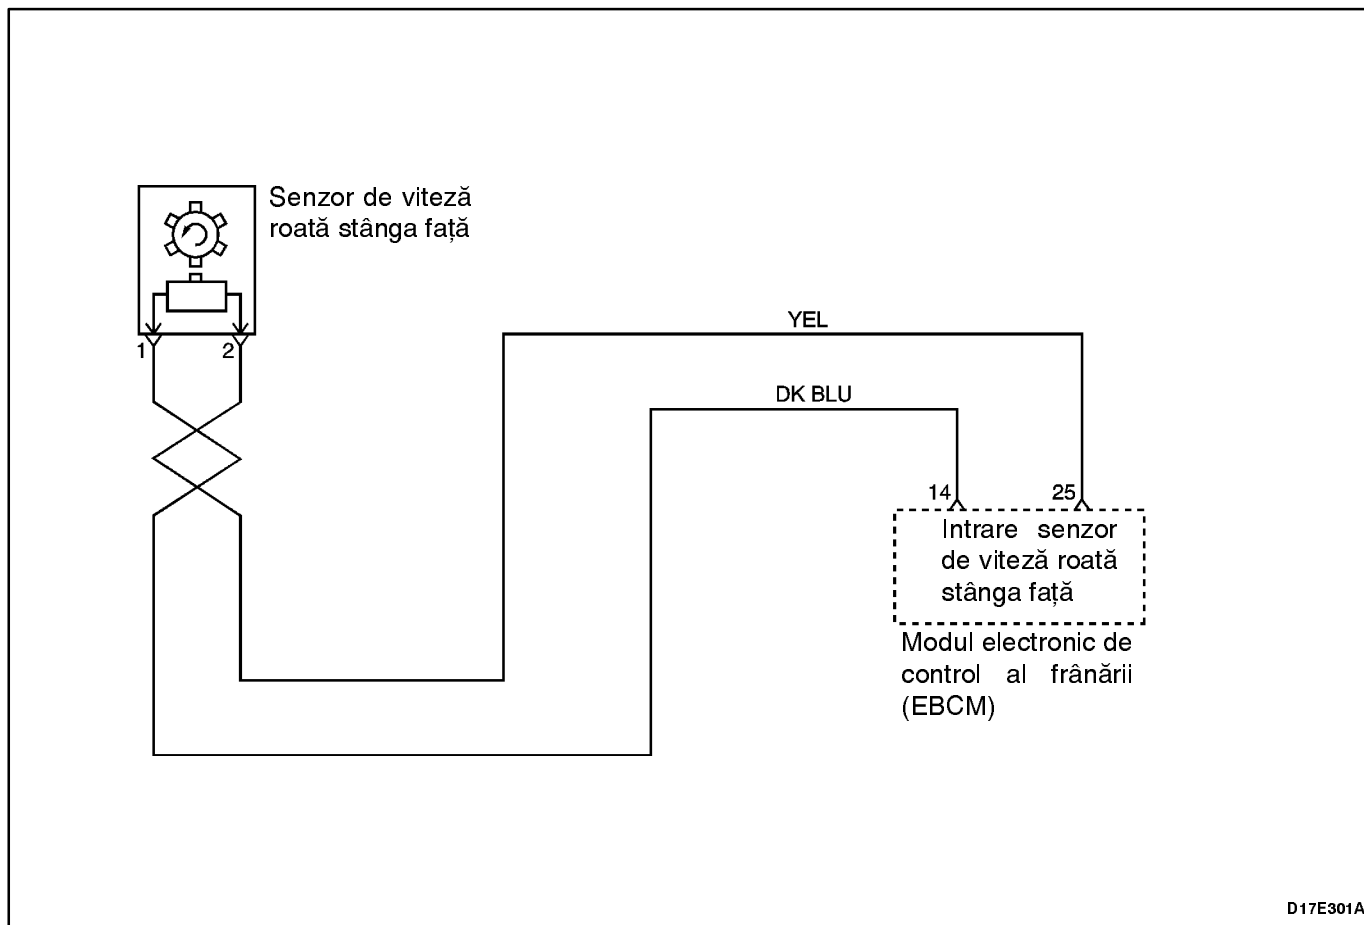 Senzor de viteză
roată stânga față
1
2
YEL
DK BLU
14
25
Intrare senzor
de viteză roată
stânga față
Modul electronic de
control al frânării
(EBCM)
D17E301A